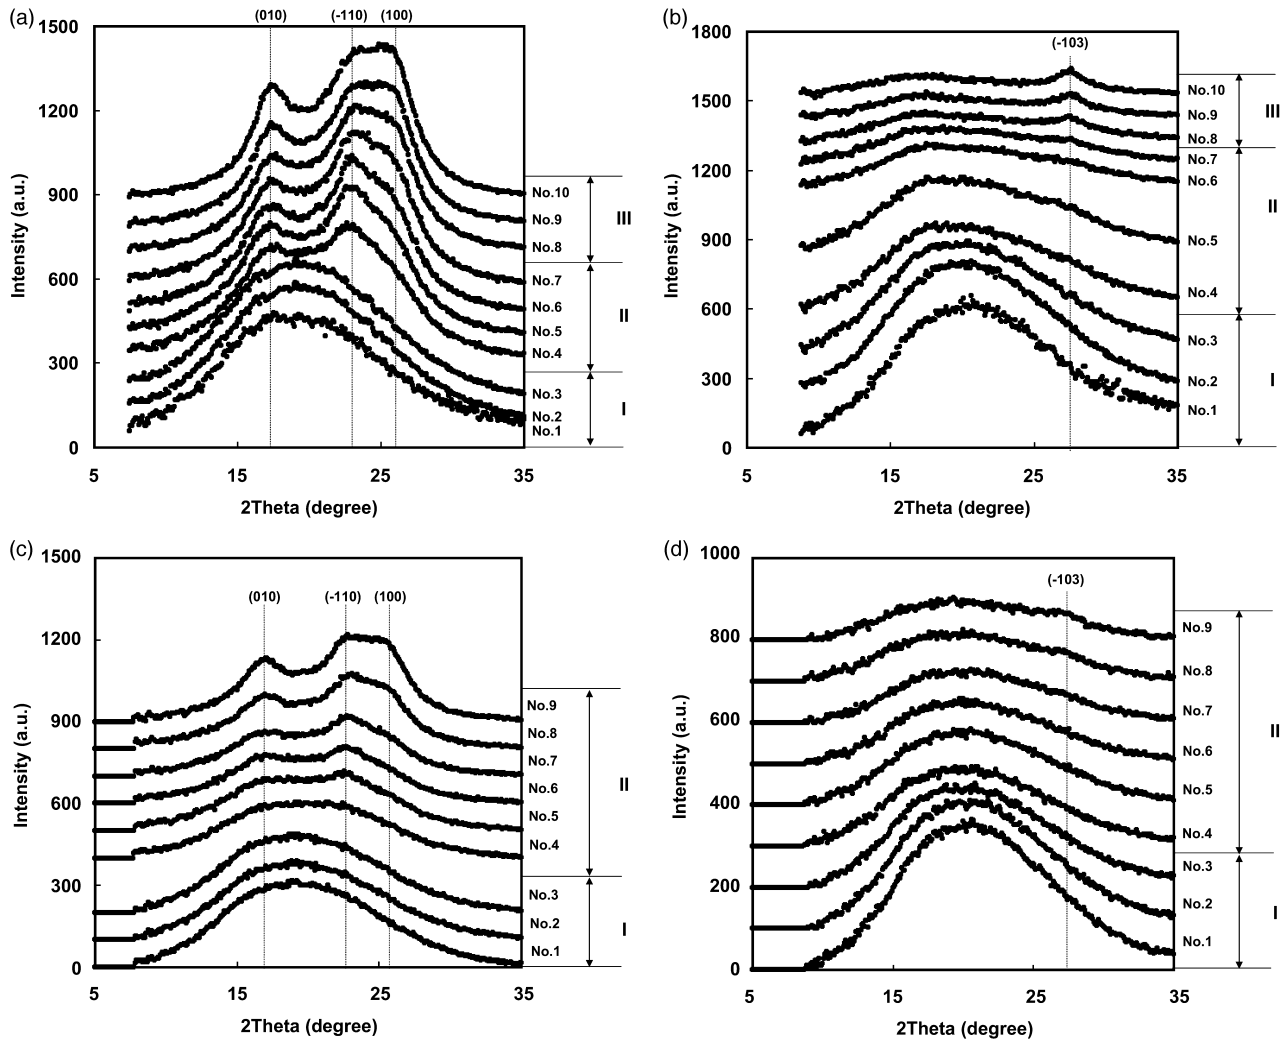 (a)
(010) (-110) (100)
1500
1200
900
600
300
0
Intensity (a.u.)
No.10
No.9
No.8
No.7
No.6
No.5
No.4
No.3
No.2
No.1
III
II
I
5 15 25 35
2Theta (degree)
(b)
(-103)
1800
1500
1200
900
600
300
0
Intensity (a.u.)
No.10
No.9
No.8
No.7
No.6
No.5
No.4
No.3
No.2
No.1
III
II
I
5 15 25 35
2Theta (degree)
(c)
(010) (-110) (100)
1500
1200
900
600
300
0
Intensity (a.u.)
No.9
No.8
No.7
No.6
No.5
No.4
No.3
No.2
No.1
II
I
5 15 25 35
2Theta (degree)
(d)
(-103)
1000
800
600
400
200
0
Intensity (a.u.)
No.9
No.8
No.7
No.6
No.5
No.4
No.3
No.2
No.1
II
I
5 15 25 35
2Theta (degree)